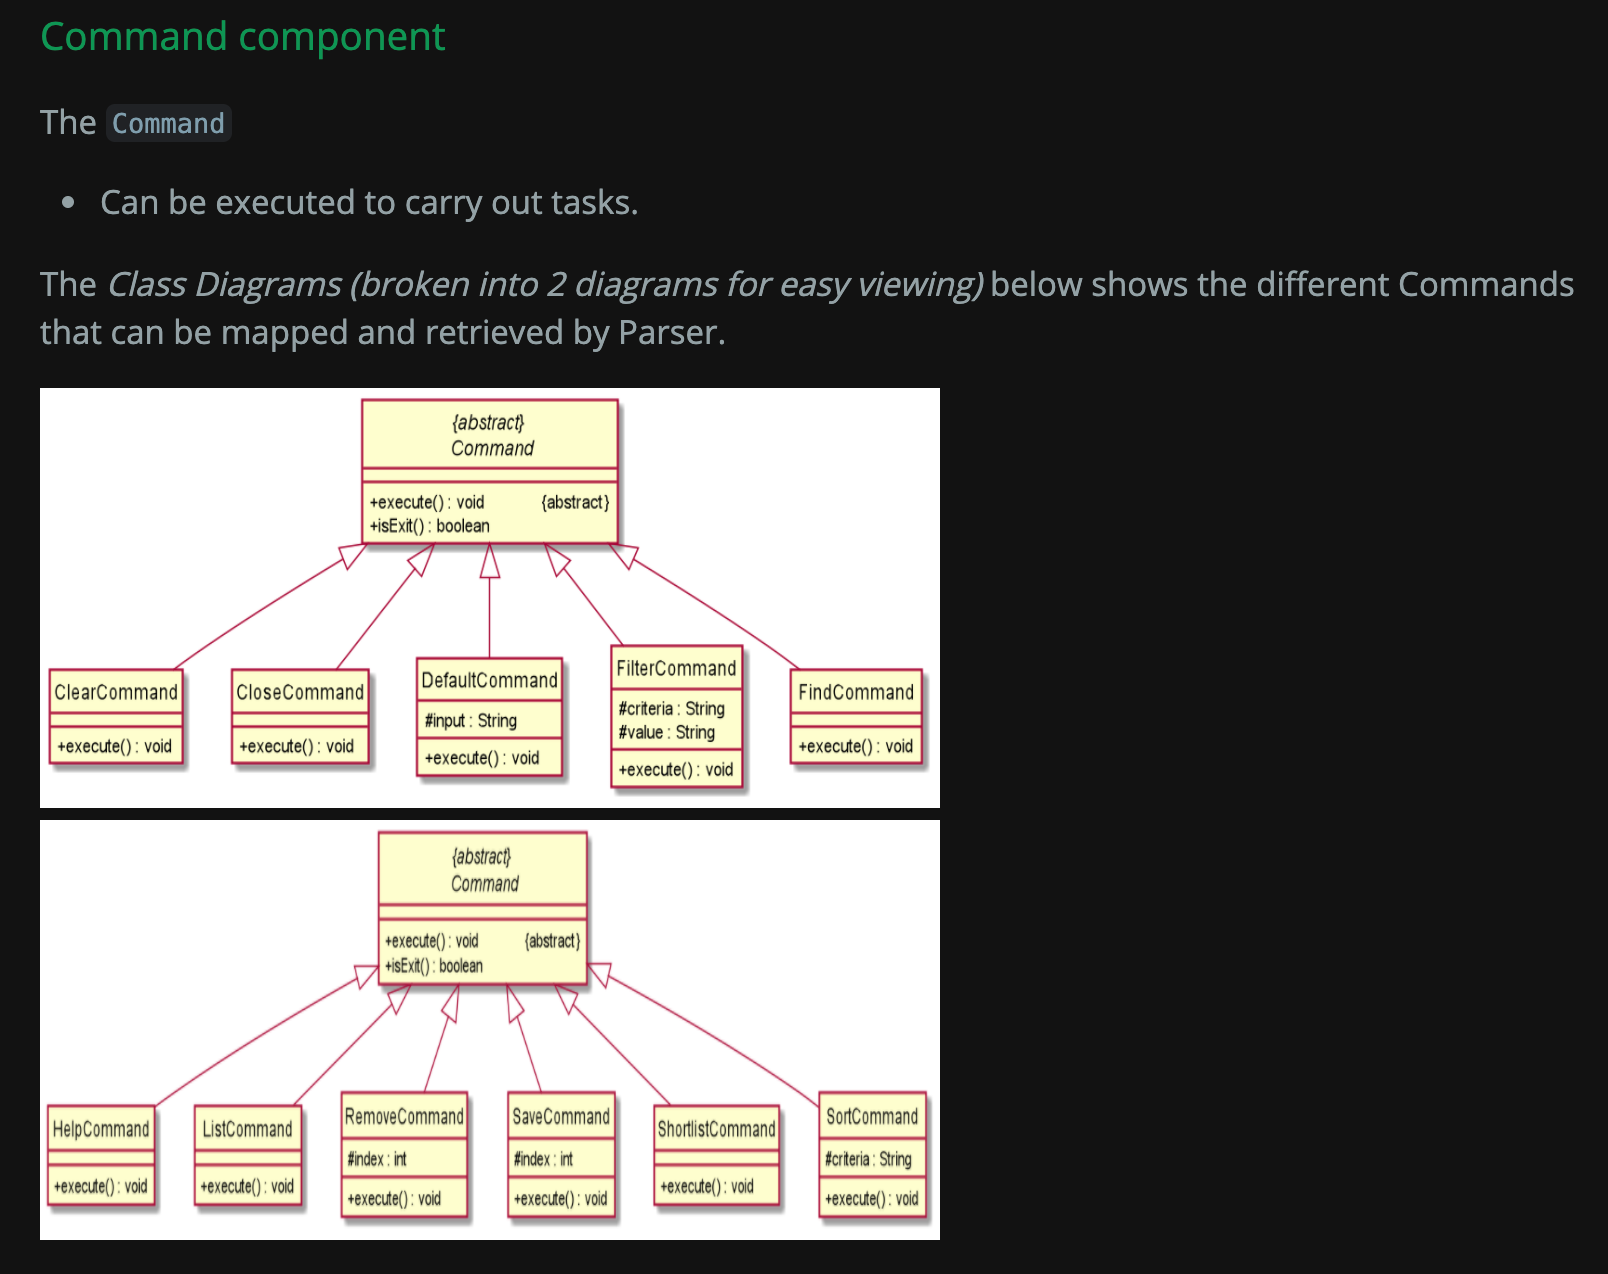 Command component
The Command
• Can be executed to carry out tasks.
The Class Diagrams (broken into 2 diagrams for easy viewing) below shows the different Commands
that can be mapped and retrieved by Parser.
{abstract}
Command
+execute() : void {abstract}
+isExit() : boolean
ClearCommand
+execute() : void
CloseCommand
+execute() : void
DefaultCommand
#input : String
+execute() : void
FilterCommand
#criteria : String
#value : String
+execute() : void
FindCommand
+execute() : void
{abstract}
Command
+execute() : void {abstract}
+isExit() : boolean
HelpCommand
+execute() : void
ListCommand
+execute() : void
RemoveCommand
#index : int
+execute() : void
SaveCommand
#index : int
+execute() : void
ShortlistCommand
+execute() : void
SortCommand
#criteria : String
+execute() : void